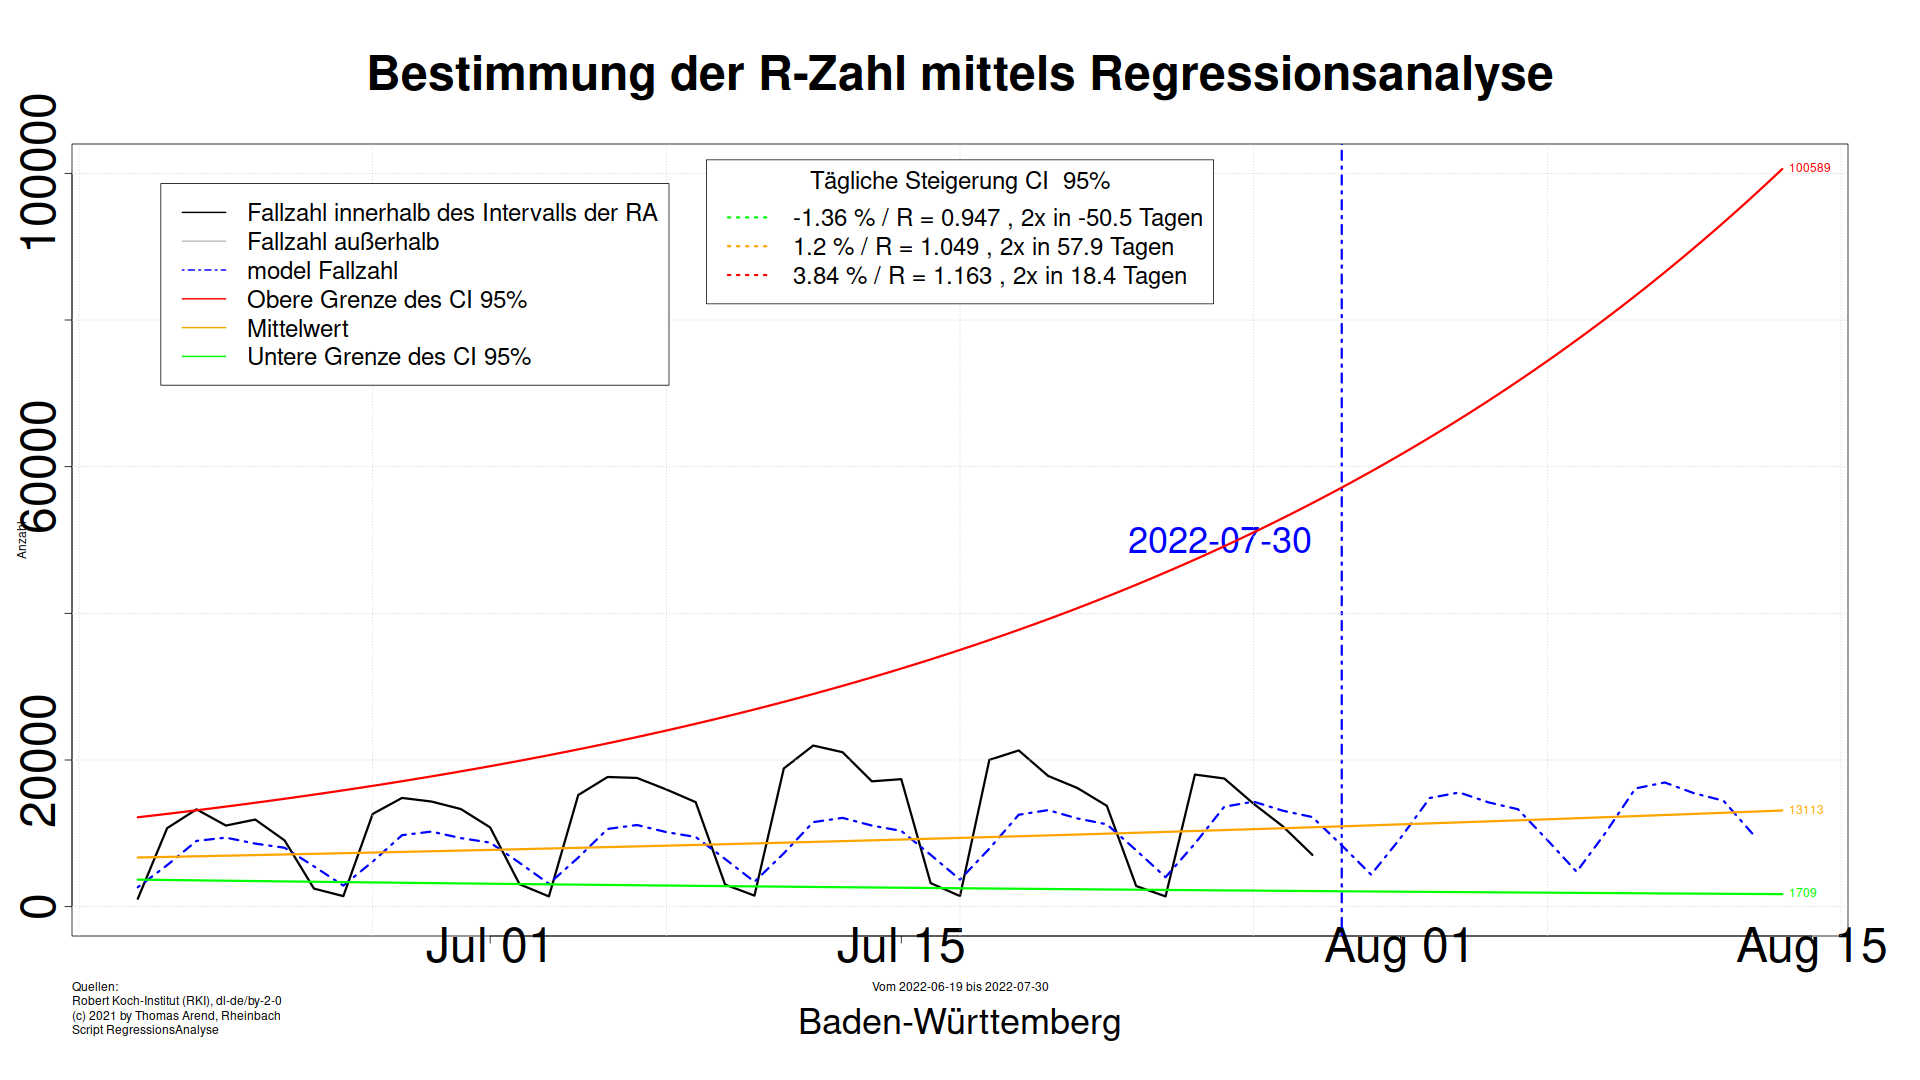 Bestimmung der R-Zahl mittels Regressionsanalyse
100000
60000
20000
0
Anzahl
Fallzahl innerhalb des Intervalls der RA
Fallzahl außerhalb
model Fallzahl
Obere Grenze des CI 95%
Mittelwert
Untere Grenze des CI 95%
Tägliche Steigerung CI 95%
-1.36 % / R = 0.947 , 2x in -50.5 Tagen
1.2 % / R = 1.049 , 2x in 57.9 Tagen
3.84 % / R = 1.163 , 2x in 18.4 Tagen
100589
2022-07-30
13113
1709
Jul 01
Jul 15
Aug 01
Aug 15
Quellen:
Robert Koch-Institut (RKI), dl-de/by-2-0
(c) 2021 by Thomas Arend, Rheinbach
Script RegressionsAnalyse
Vom 2022-06-19 bis 2022-07-30
Baden-Württemberg